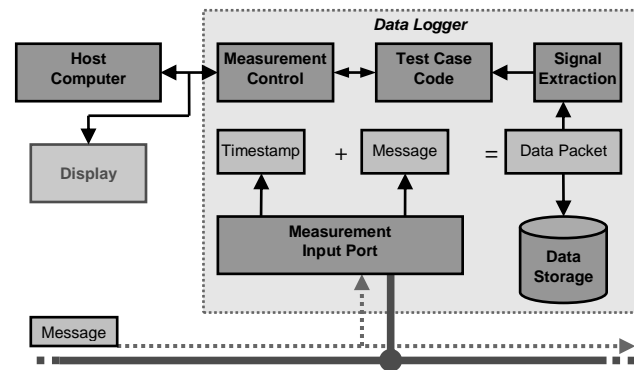 Data Logger
Host
Computer
Measurement
Control
Test Case
Code
Signal
Extraction
Display
Timestamp
+
Message
=
Data Packet
Measurement
Input Port
Data
Storage
Message